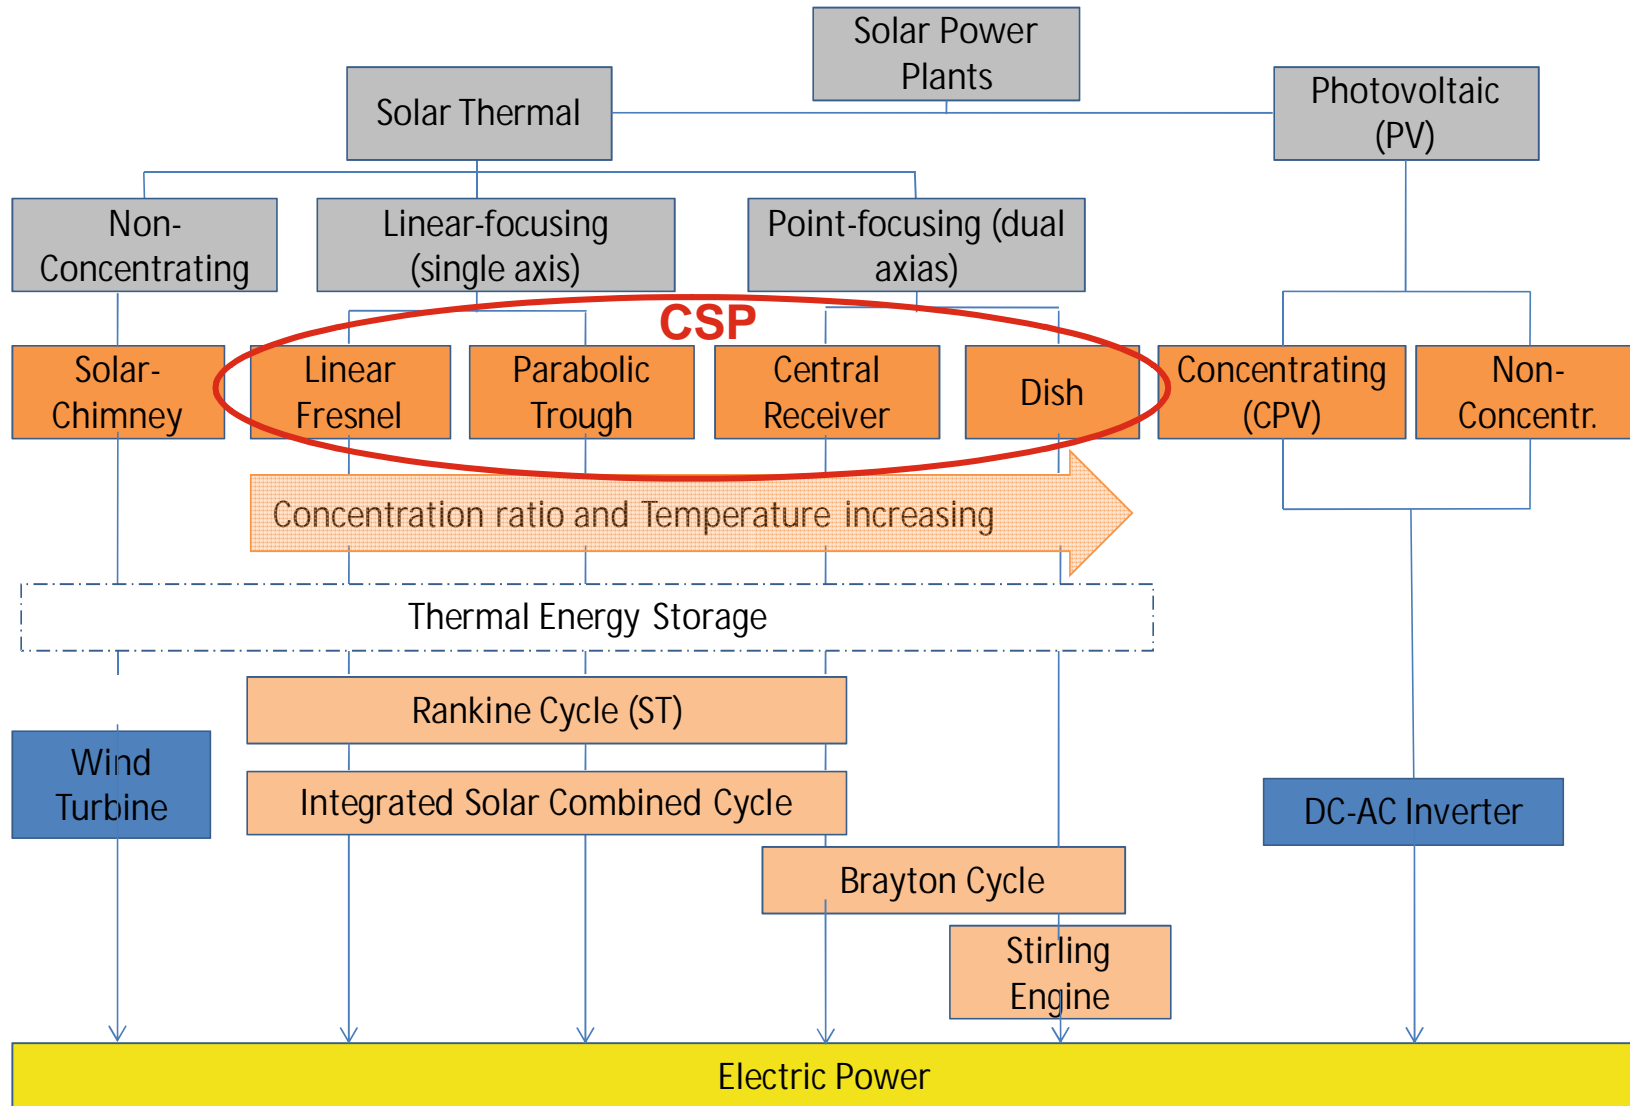 Solar Power
Plants
Solar Thermal
Photovoltaic
(PV)
Non-
Concentrating
Linear-focusing
(single axis)
Point-focusing (dual
axias)
CSP
Solar-
Chimney
Linear
Fresnel
Parabolic
Trough
Central
Receiver
Dish
Concentrating
(CPV)
Non-
Concentr.
Concentration ratio and Temperature increasing
Thermal Energy Storage
Rankine Cycle (ST)
Wind
Turbine
Integrated Solar Combined Cycle
DC-AC Inverter
Brayton Cycle
Stirling
Engine
Electric Power